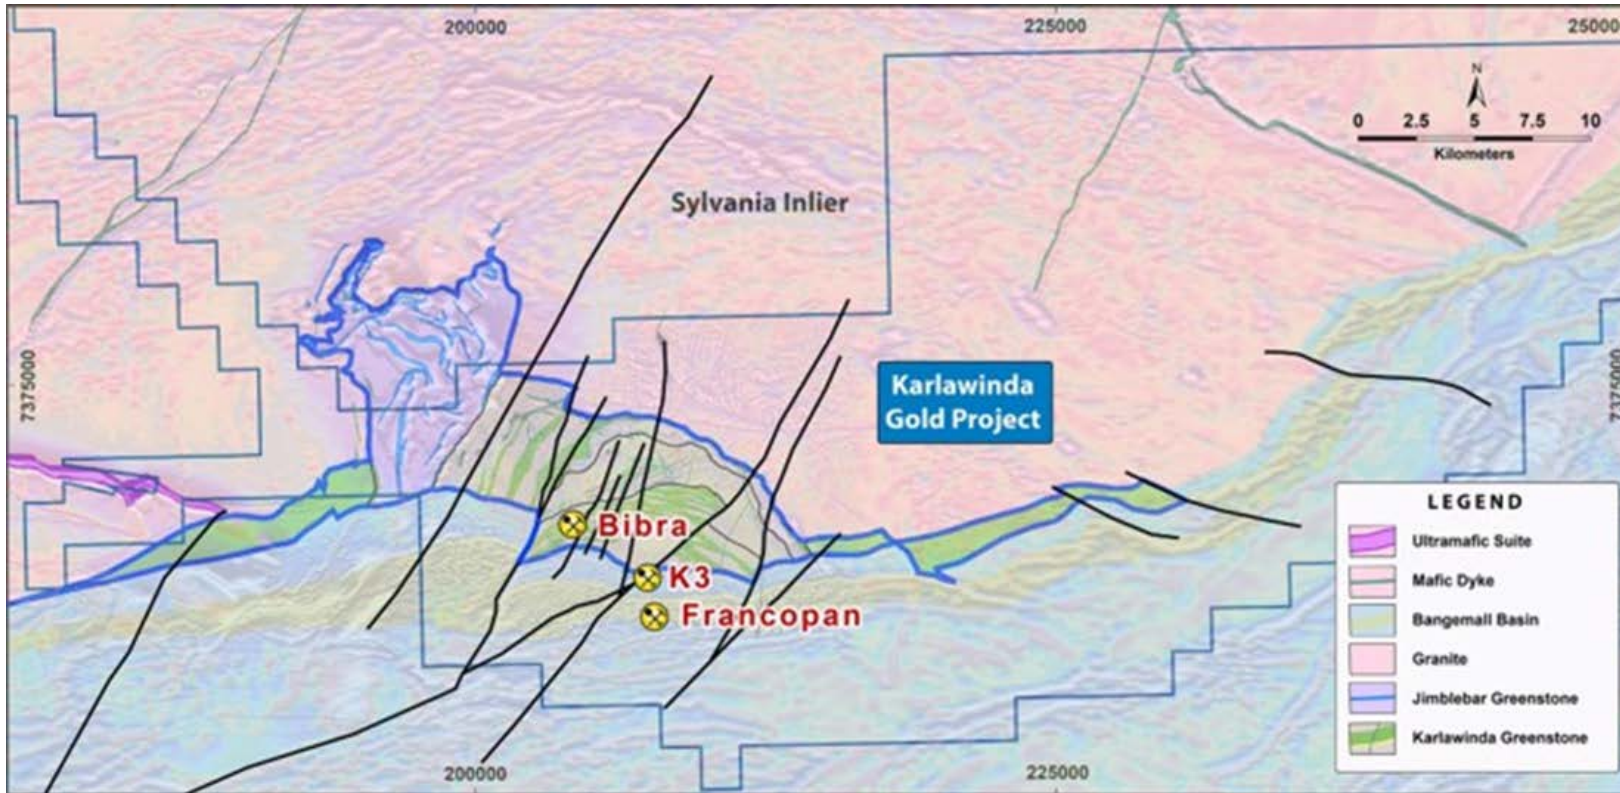 200000
225000
250000
N
0 2.5 5 7.5 10
Kilometers
Sylvania Inlier
7375000
7375000
Karlawinda
Gold Project
Bibra
K3
Francopan
LEGEND
Ultramafic Suite
Mafic Dyke
Bangemall Basin
Granite
Jimblebar Greenstone
Karlawinda Greenstone
200000
225000